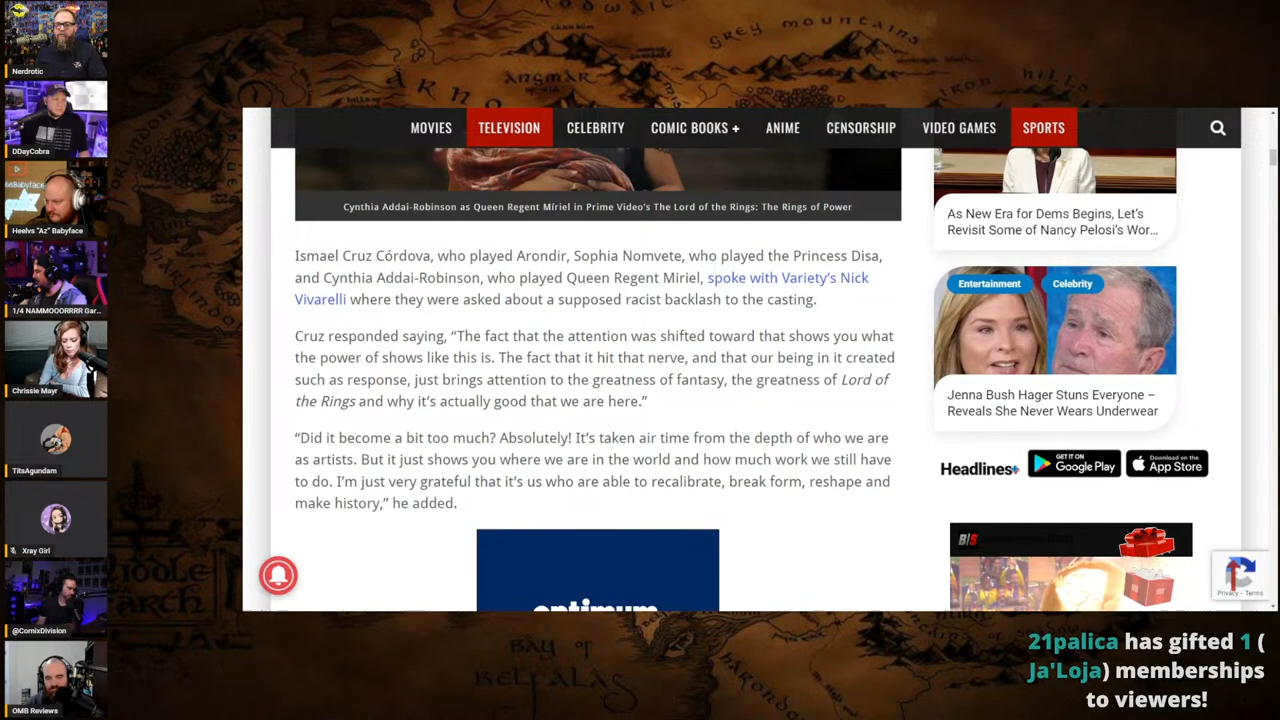 GREY MOUNTAINS
ANGMAR
IRON HILLS
MOVIES TELEVISION CELEBRITY COMIC BOOKS + ANIME CENSORSHIP VIDEO GAMES SPORTS
Nerdrotic
DDayCobra
Heelvs "Az" Babyface
1/4 NAMMOOORRRR Gar...
Chrissie Mayr
TitsAgundam
Xray Girl
@ComixDivision
OMB Reviews
Cynthia Addai-Robinson as Queen Regent Míriel in Prime Video's The Lord of the Rings: The Rings of Power
Ismael Cruz Córdova, who played Arondir, Sophia Nomvete, who played the Princess Disa,
and Cynthia Addai-Robinson, who played Queen Regent Miriel, spoke with Variety's Nick
Vivarelli where they were asked about a supposed racist backlash to the casting.
Cruz responded saying, "The fact that the attention was shifted toward that shows you what
the power of shows like this is. The fact that it hit that nerve, and that our being in it created
such as response, just brings attention to the greatness of fantasy, the greatness of Lord of
the Rings and why it's actually good that we are here."
"Did it become a bit too much? Absolutely! It's taken air time from the depth of who we are
as artists. But it just shows you where we are in the world and how much work we still have
to do. I'm just very grateful that it's us who are able to recalibrate, break form, reshape and
make history," he added.
optimum
As New Era for Dems Begins, Let's
Revisit Some of Nancy Pelosi's Wor...
Entertainment Celebrity
Jenna Bush Hager Stuns Everyone –
Reveals She Never Wears Underwear
Headlines+ GET IT ON Google Play Download on the App Store
B|S
Privacy - Terms
BAY OF
BELFALAS
21palica has gifted 1 (
Ja'Loja) memberships
to viewers!